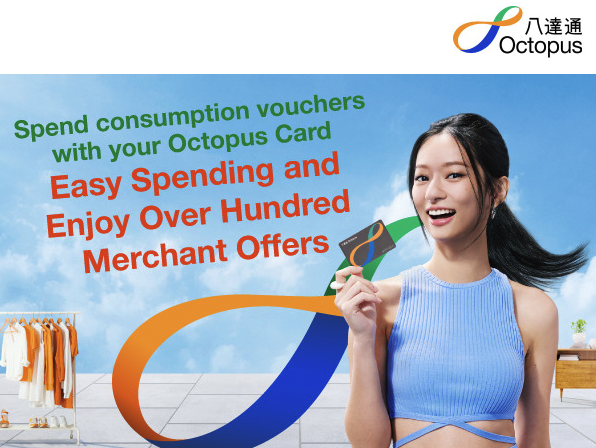 八達通
Octopus
Spend consumption vouchers
with your Octopus Card
Easy Spending and
Enjoy Over Hundred
Merchant Offers